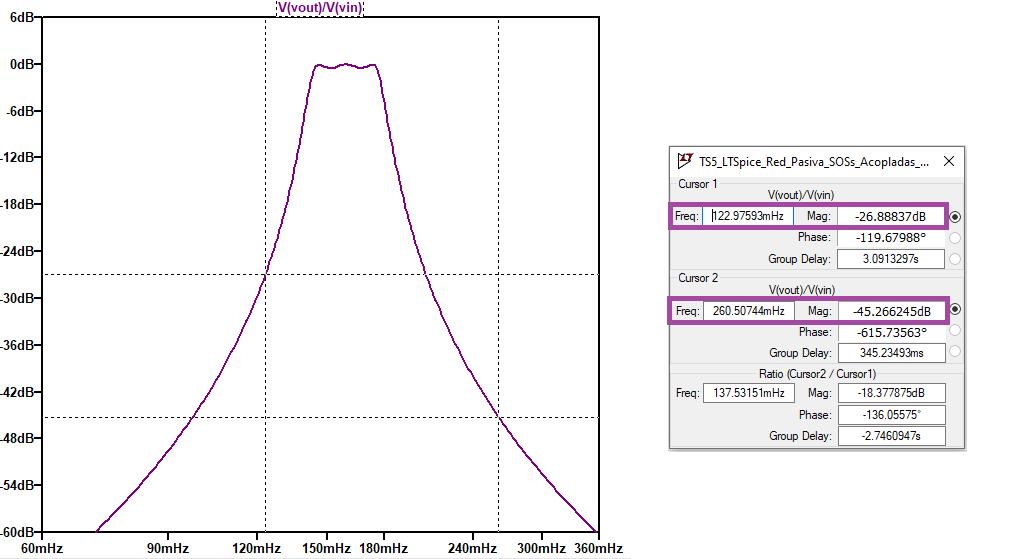 V(vout)/V(vin)
6dB
0dB
-6dB
-12dB
-18dB
-24dB
-30dB
-36dB
-42dB
-48dB
-54dB
-60dB
60mHz 90mHz 120mHz 150mHz 180mHz 240mHz 300mHz 360mHz
TS5_LTSpice_Red_Pasiva_SOSs_Acopladas_...
Cursor 1
V(vout)/V(vin)
Freq: 122.97593mHz Mag: -26.88837dB
Phase: -119.67988°
Group Delay: 3.0913297s
Cursor 2
V(vout)/V(vin)
Freq: 260.50744mHz Mag: -45.266245dB
Phase: -615.73563°
Group Delay: 345.23493ms
Ratio (Cursor2 / Cursor1)
Freq: 137.53151mHz Mag: -18.377875dB
Phase: -136.05575°
Group Delay: -2.7460947s